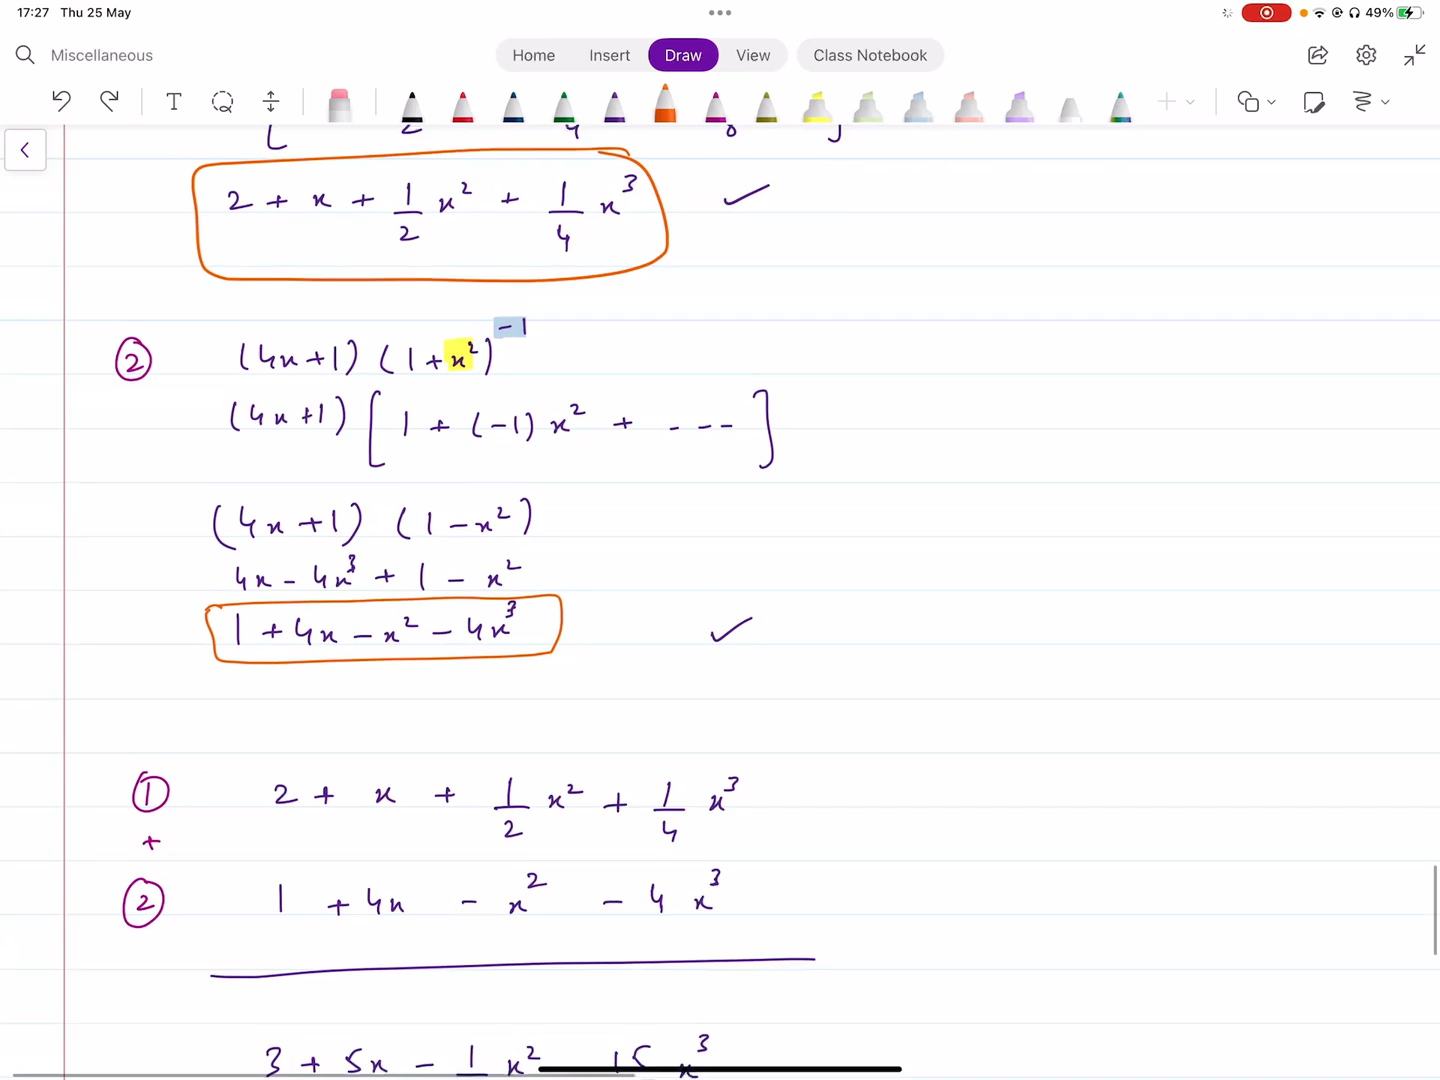 17:27 Thu 25 May
49%
Miscellaneous
Home Insert Draw View Class Notebook
2 + x + 1/2 x² + 1/4 x³ ✓
② (4x+1) (1+x²)⁻¹
(4x+1) [ 1 + (-1) x² + --- ]
(4x+1) (1-x²)
4x - 4x³ + 1 - x²
1 + 4x - x² - 4x³ ✓
① 2 + x + 1/2 x² + 1/4 x³
+
② 1 + 4x - x² - 4 x³
3 + 5x - 1 x² 15 x³